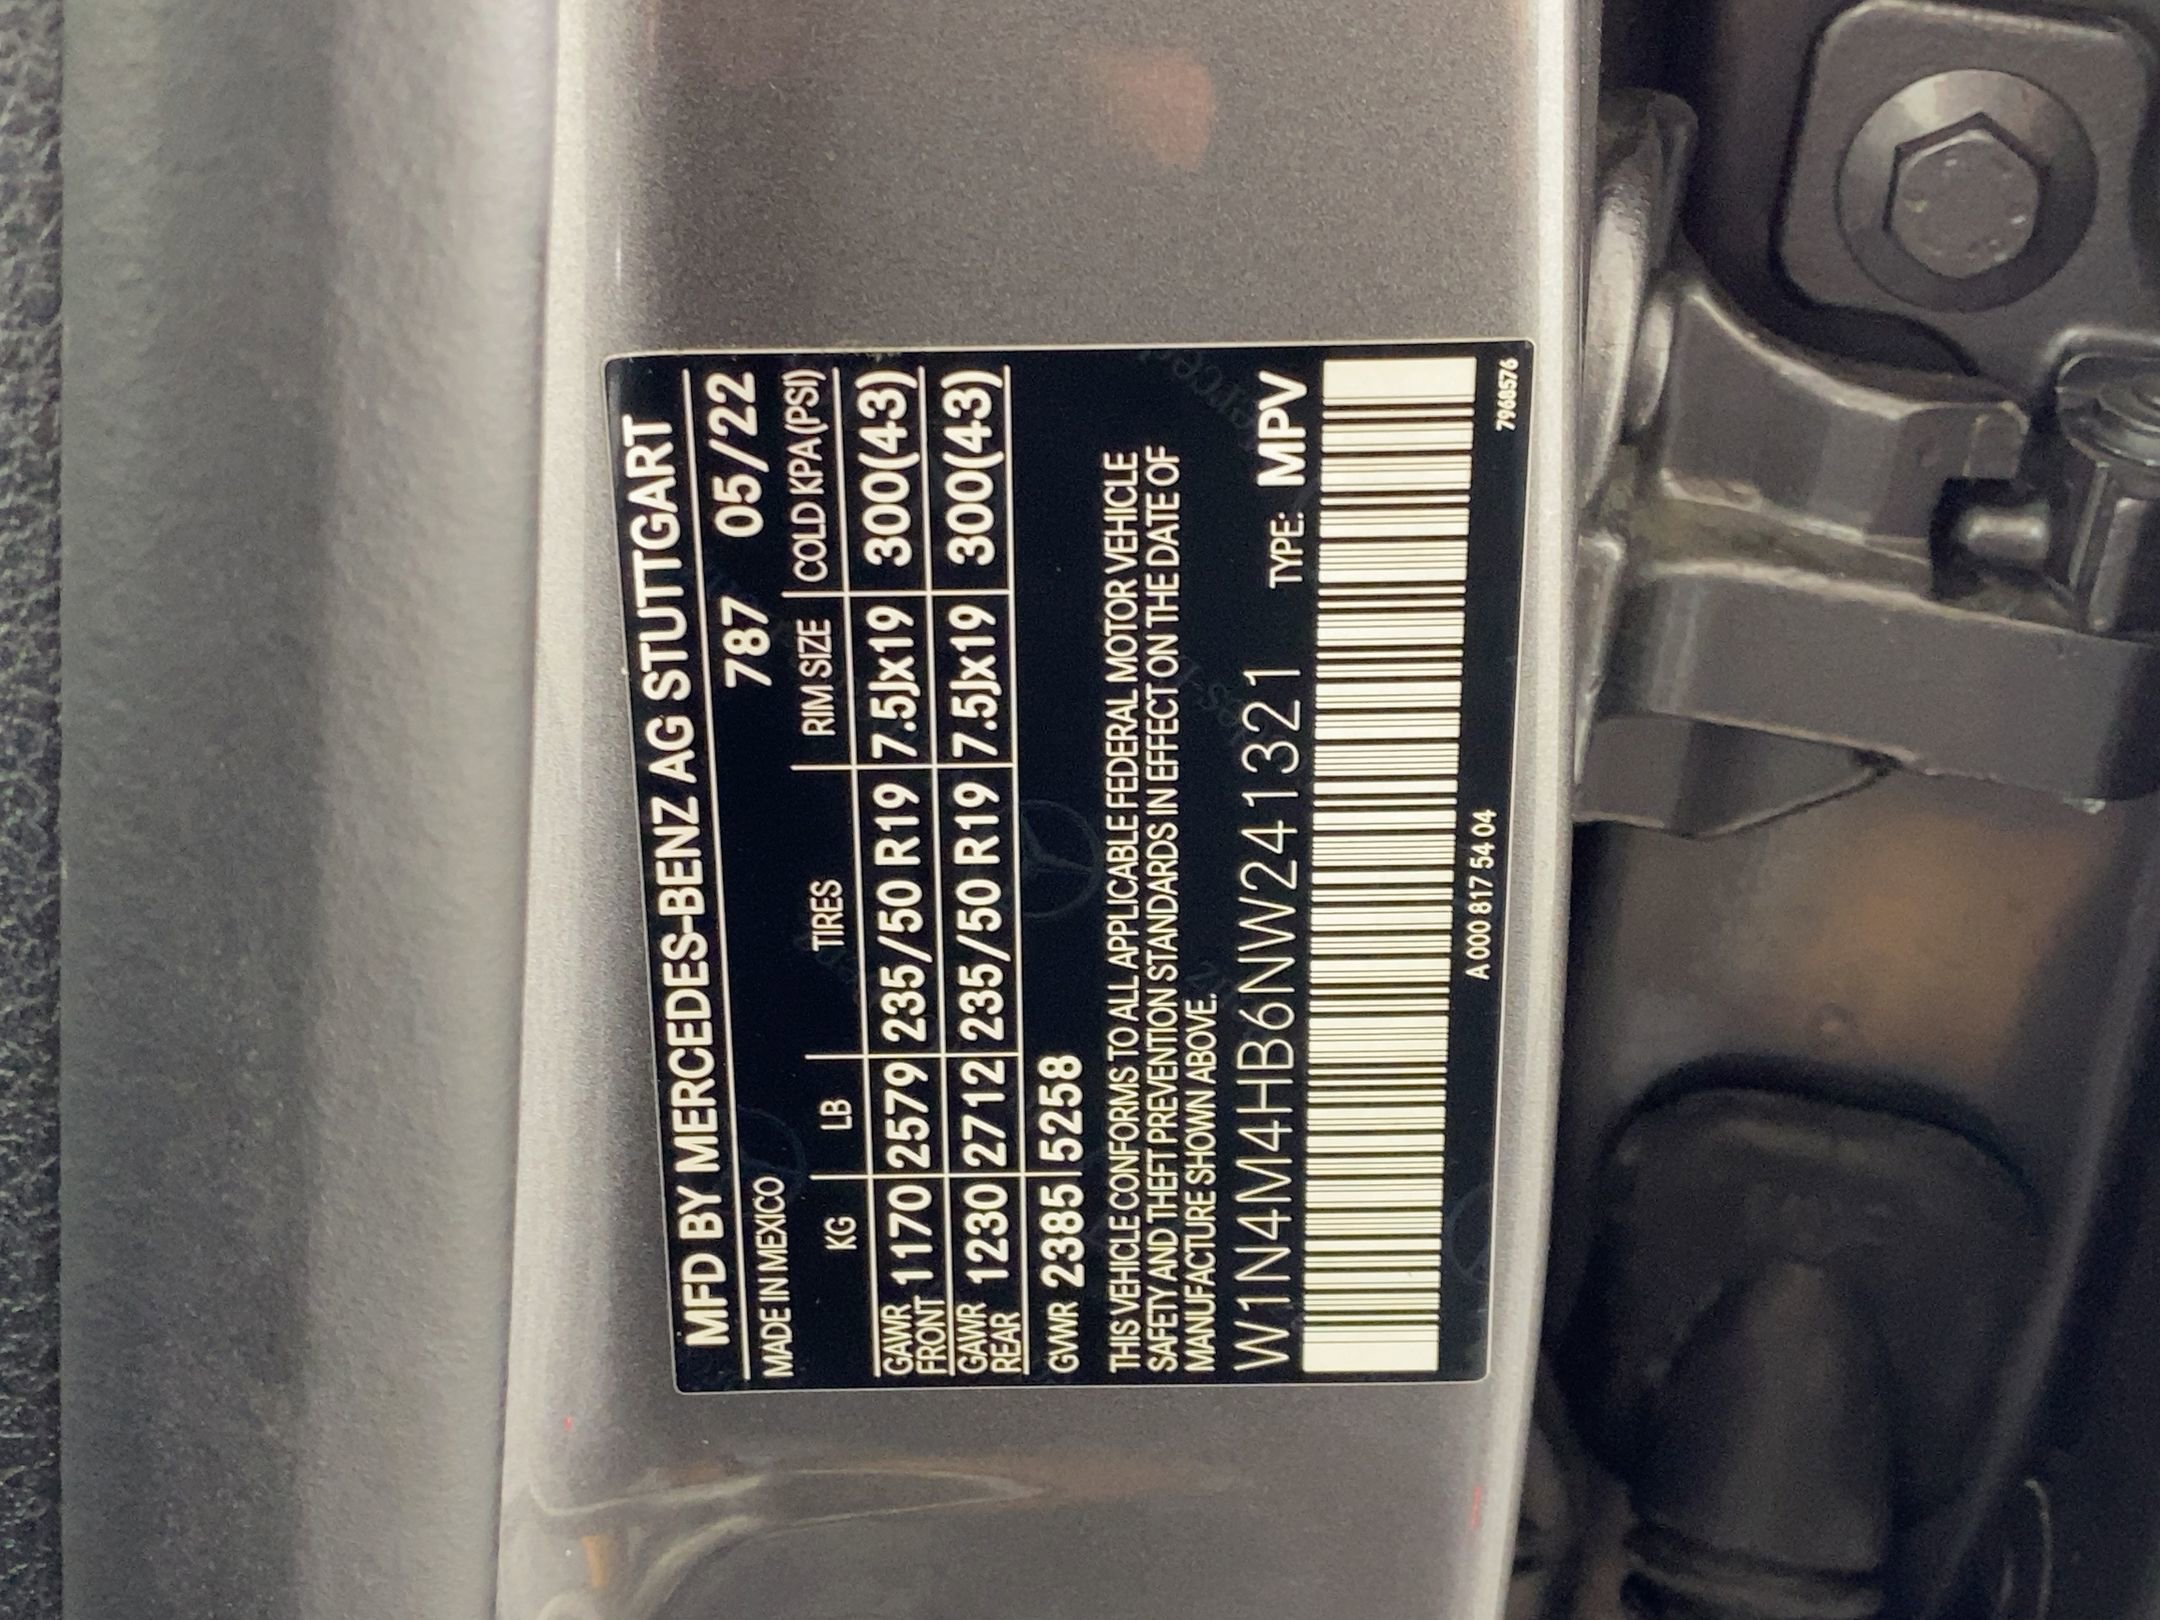 MFD BY MERCEDES-BENZ AG STUTTGART
MADE IN MEXICO 787 05/22
KG LB TIRES RIM SIZE COLD KPA(PSI)
GAWR FRONT 1170 2579 235/50 R19 7.5Jx19 300(43)
GAWR REAR 1230 2712 235/50 R19 7.5Jx19 300(43)
GVWR 2385 5258
THIS VEHICLE CONFORMS TO ALL APPLICABLE FEDERAL MOTOR VEHICLE
SAFETY AND THEFT PREVENTION STANDARDS IN EFFECT ON THE DATE OF
MANUFACTURE SHOWN ABOVE.
W1N4M4HB6NW241321 TYPE: MPV
A 000 817 54 04 7968576